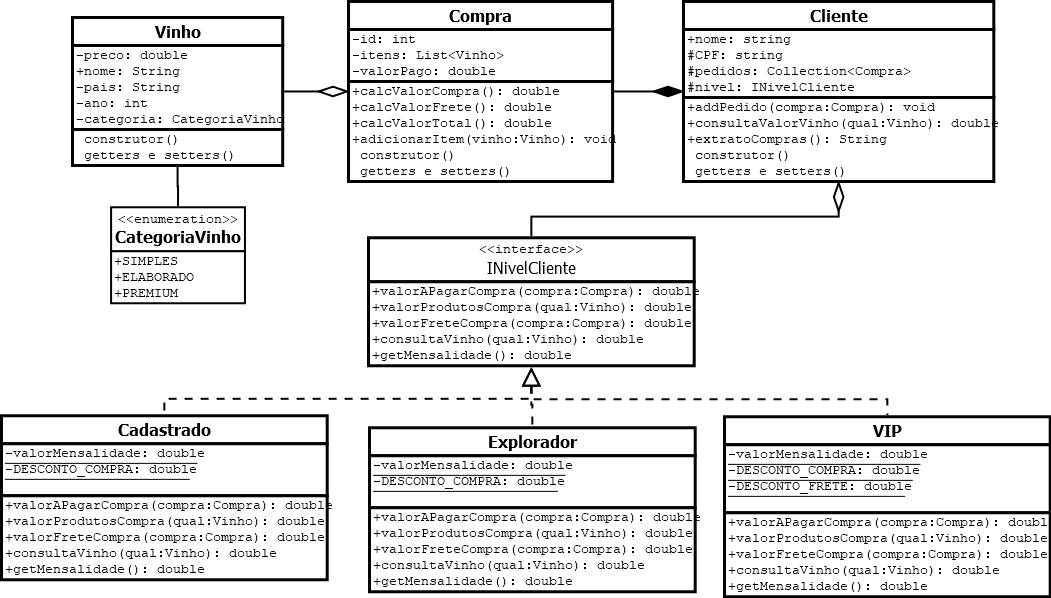 Vinho
-preco: double
+nome: String
-pais: String
-ano: int
-categoria: CategoriaVinho
construtor()
getters e setters()
Compra
-id: int
-itens: List<Vinho>
-valorPago: double
+calcValorCompra(): double
+calcValorFrete(): double
+calcValorTotal(): double
+adicionarItem(vinho:Vinho): void
construtor()
getters e setters()
Cliente
+nome: string
#CPF: string
#pedidos: Collection<Compra>
#nivel: INivelCliente
+addPedido(compra:Compra): void
+consultaValorVinho(qual:Vinho): double
+extratoCompras(): String
construtor()
getters e setters()
<<enumeration>>
CategoriaVinho
+SIMPLES
+ELABORADO
+PREMIUM
<<interface>>
INivelCliente
+valorAPagarCompra(compra:Compra): double
+valorProdutosCompra(qual:Vinho): double
+valorFreteCompra(compra:Compra): double
+consultaVinho(qual:Vinho): double
+getMensalidade(): double
Cadastrado
-valorMensalidade: double
-DESCONTO_COMPRA: double
+valorAPagarCompra(compra:Compra): double
+valorProdutosCompra(qual:Vinho): double
+valorFreteCompra(compra:Compra): double
+consultaVinho(qual:Vinho): double
+getMensalidade(): double
Explorador
-valorMensalidade: double
-DESCONTO_COMPRA: double
+valorAPagarCompra(compra:Compra): double
+valorProdutosCompra(qual:Vinho): double
+valorFreteCompra(compra:Compra): double
+consultaVinho(qual:Vinho): double
+getMensalidade(): double
VIP
-valorMensalidade: double
-DESCONTO_COMPRA: double
-DESCONTO_FRETE: double
+valorAPagarCompra(compra:Compra): doubl
+valorProdutosCompra(qual:Vinho): double
+valorFreteCompra(compra:Compra): double
+consultaVinho(qual:Vinho): double
+getMensalidade(): double